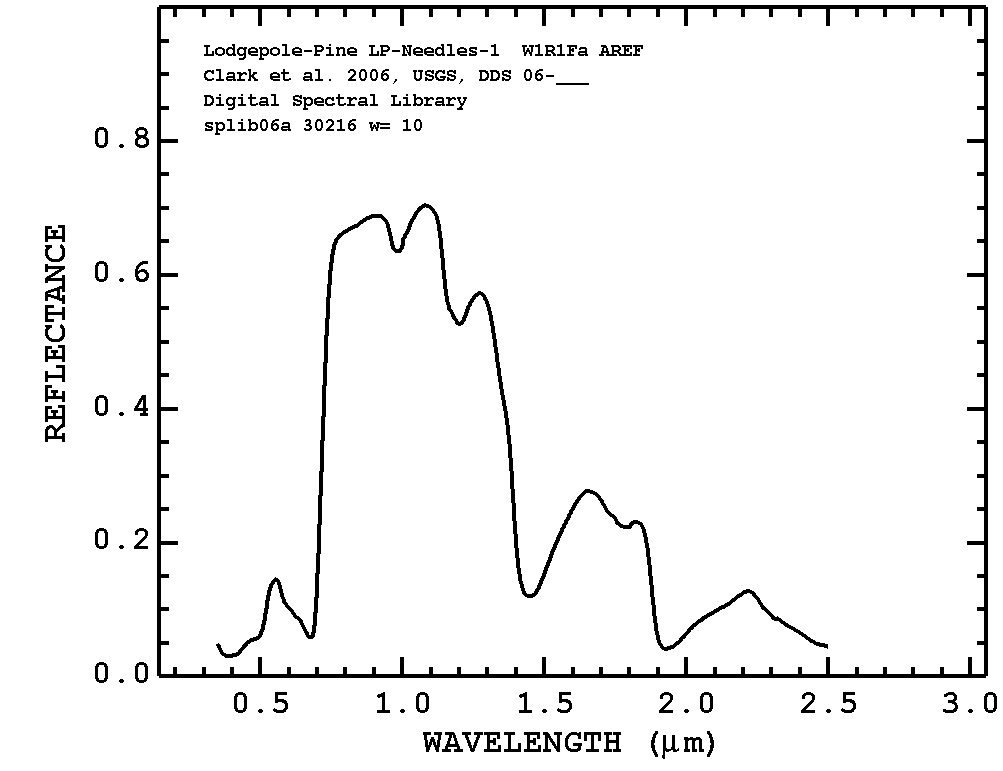 Lodgepole-Pine LP-Needles-1  W1R1Fa AREF
Clark et al. 2006, USGS, DDS 06-___
Digital Spectral Library
splib06a 30216 w= 10
0.8
0.6
0.4
0.2
0.0
REFLECTANCE
0.5 1.0 1.5 2.0 2.5 3.0
WAVELENGTH (μm)